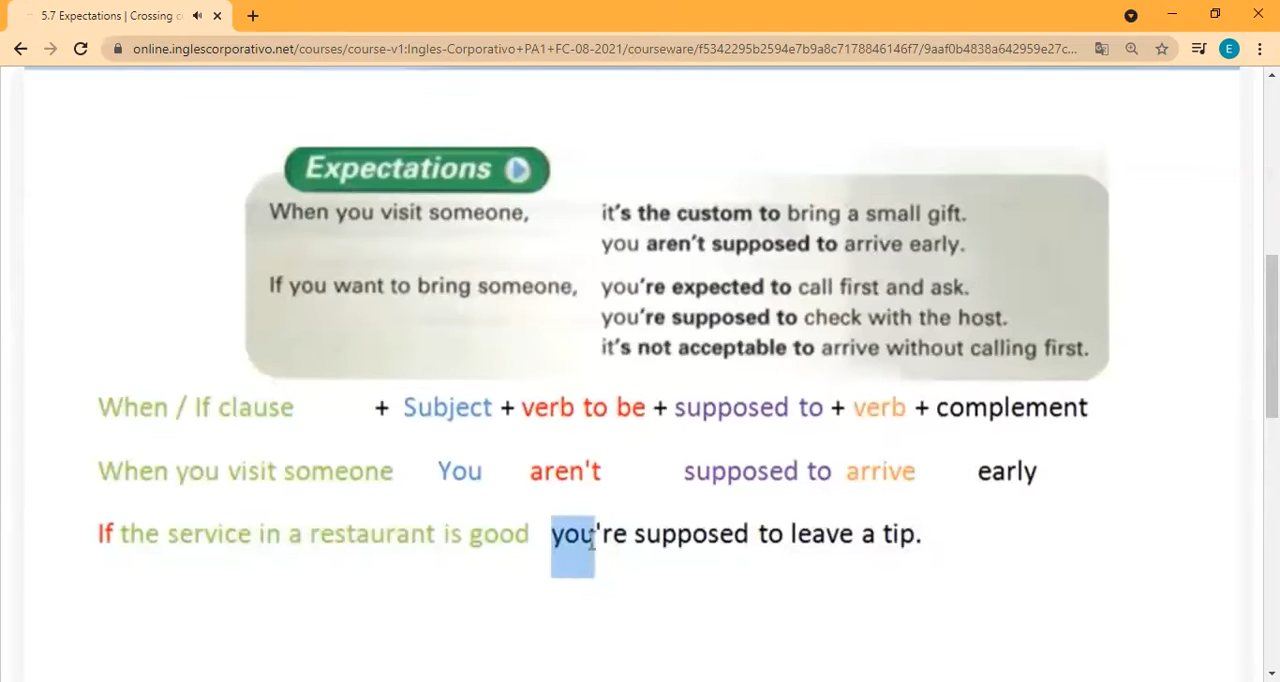 5.7 Expectations | Crossing c
online.inglescorporativo.net/courses/course-v1:Ingles-Corporativo+PA1+FC-08-2021/courseware/f5342295b2594e7b9a8c7178846146f7/9aaf0b4838a642959e27c...
E
Expectations
When you visit someone, it's the custom to bring a small gift.
you aren't supposed to arrive early.
If you want to bring someone, you're expected to call first and ask.
you're supposed to check with the host.
it's not acceptable to arrive without calling first.
When / If clause + Subject + verb to be + supposed to + verb + complement
When you visit someone You aren't supposed to arrive early
If the service in a restaurant is good you're supposed to leave a tip.